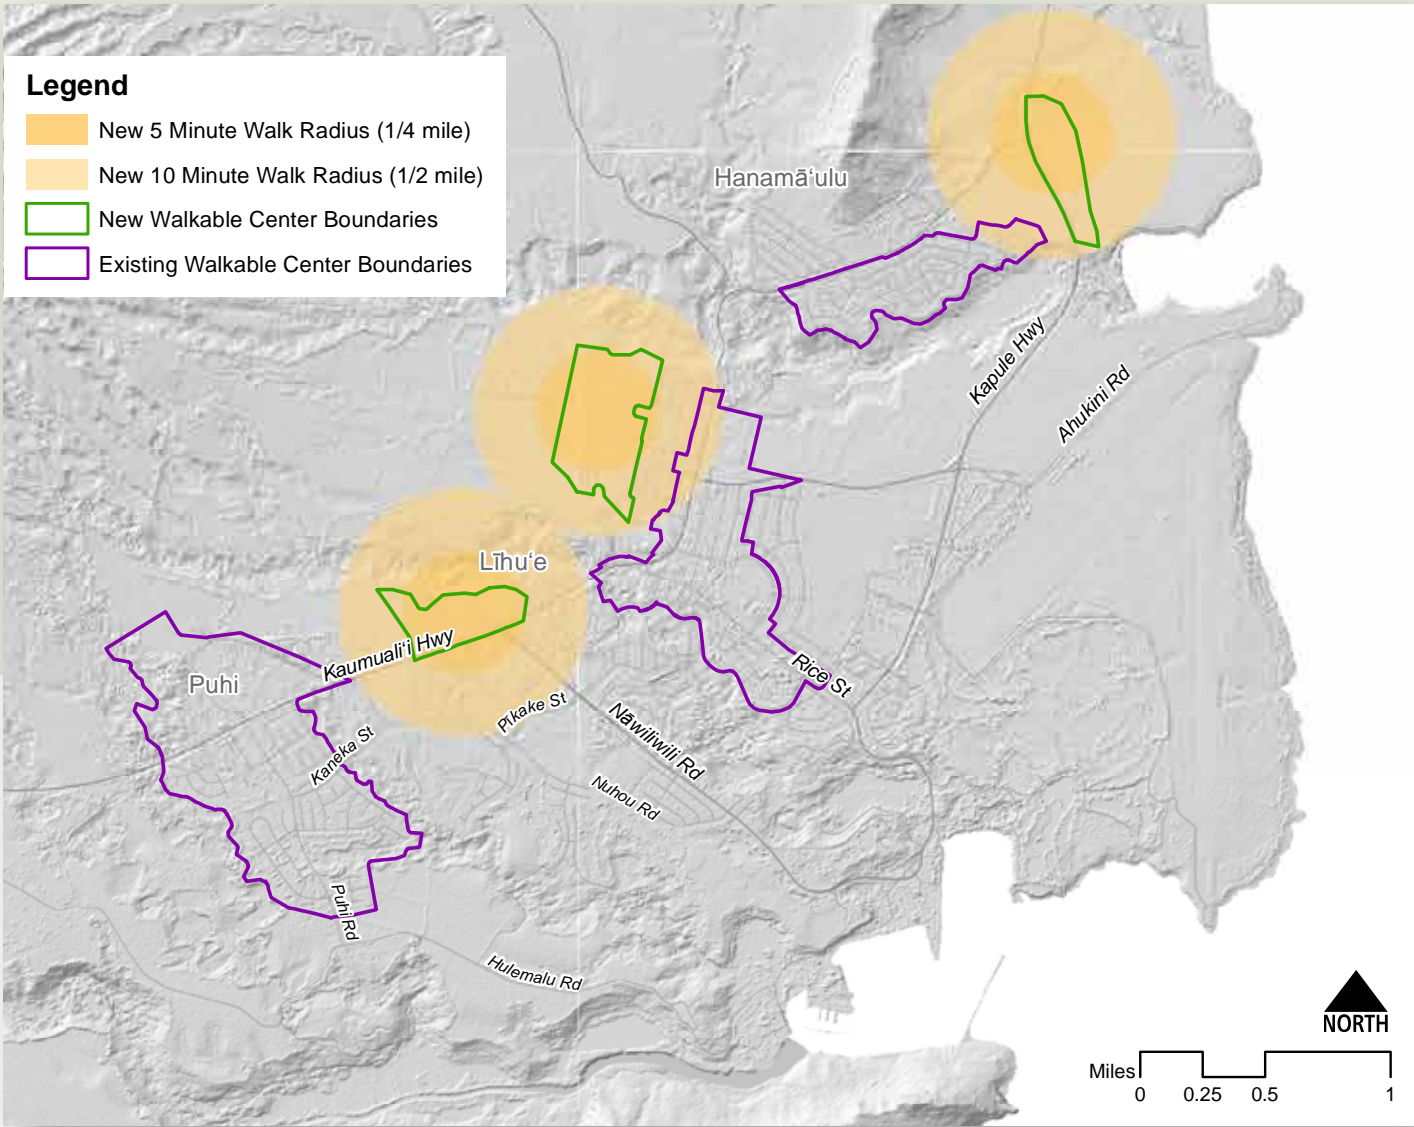 Legend
New 5 Minute Walk Radius (1/4 mile)
New 10 Minute Walk Radius (1/2 mile)
New Walkable Center Boundaries
Existing Walkable Center Boundaries
Hanamāʻulu
Kapule Hwy
Ahukini Rd
Līhuʻe
Kaumualiʻi Hwy
Puhi
Rice St
Pīkake St
Nāwiliwili Rd
Kaneka St
Nuhou Rd
Puhi Rd
Hulemalu Rd
NORTH
Miles
0 0.25 0.5 1